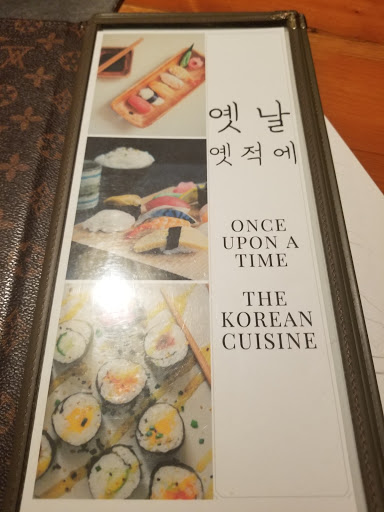 옛 날
옛 적 에
ONCE
UPON A
TIME
THE
KOREAN
CUISINE